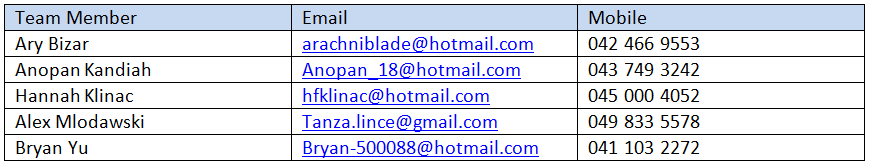 Team Member Email Mobile
Ary Bizar arachniblade@hotmail.com 042 466 9553
Anopan Kandiah Anopan_18@hotmail.com 043 749 3242
Hannah Klinac hfklinac@hotmail.com 045 000 4052
Alex Mlodawski Tanza.lince@gmail.com 049 833 5578
Bryan Yu Bryan-500088@hotmail.com 041 103 2272